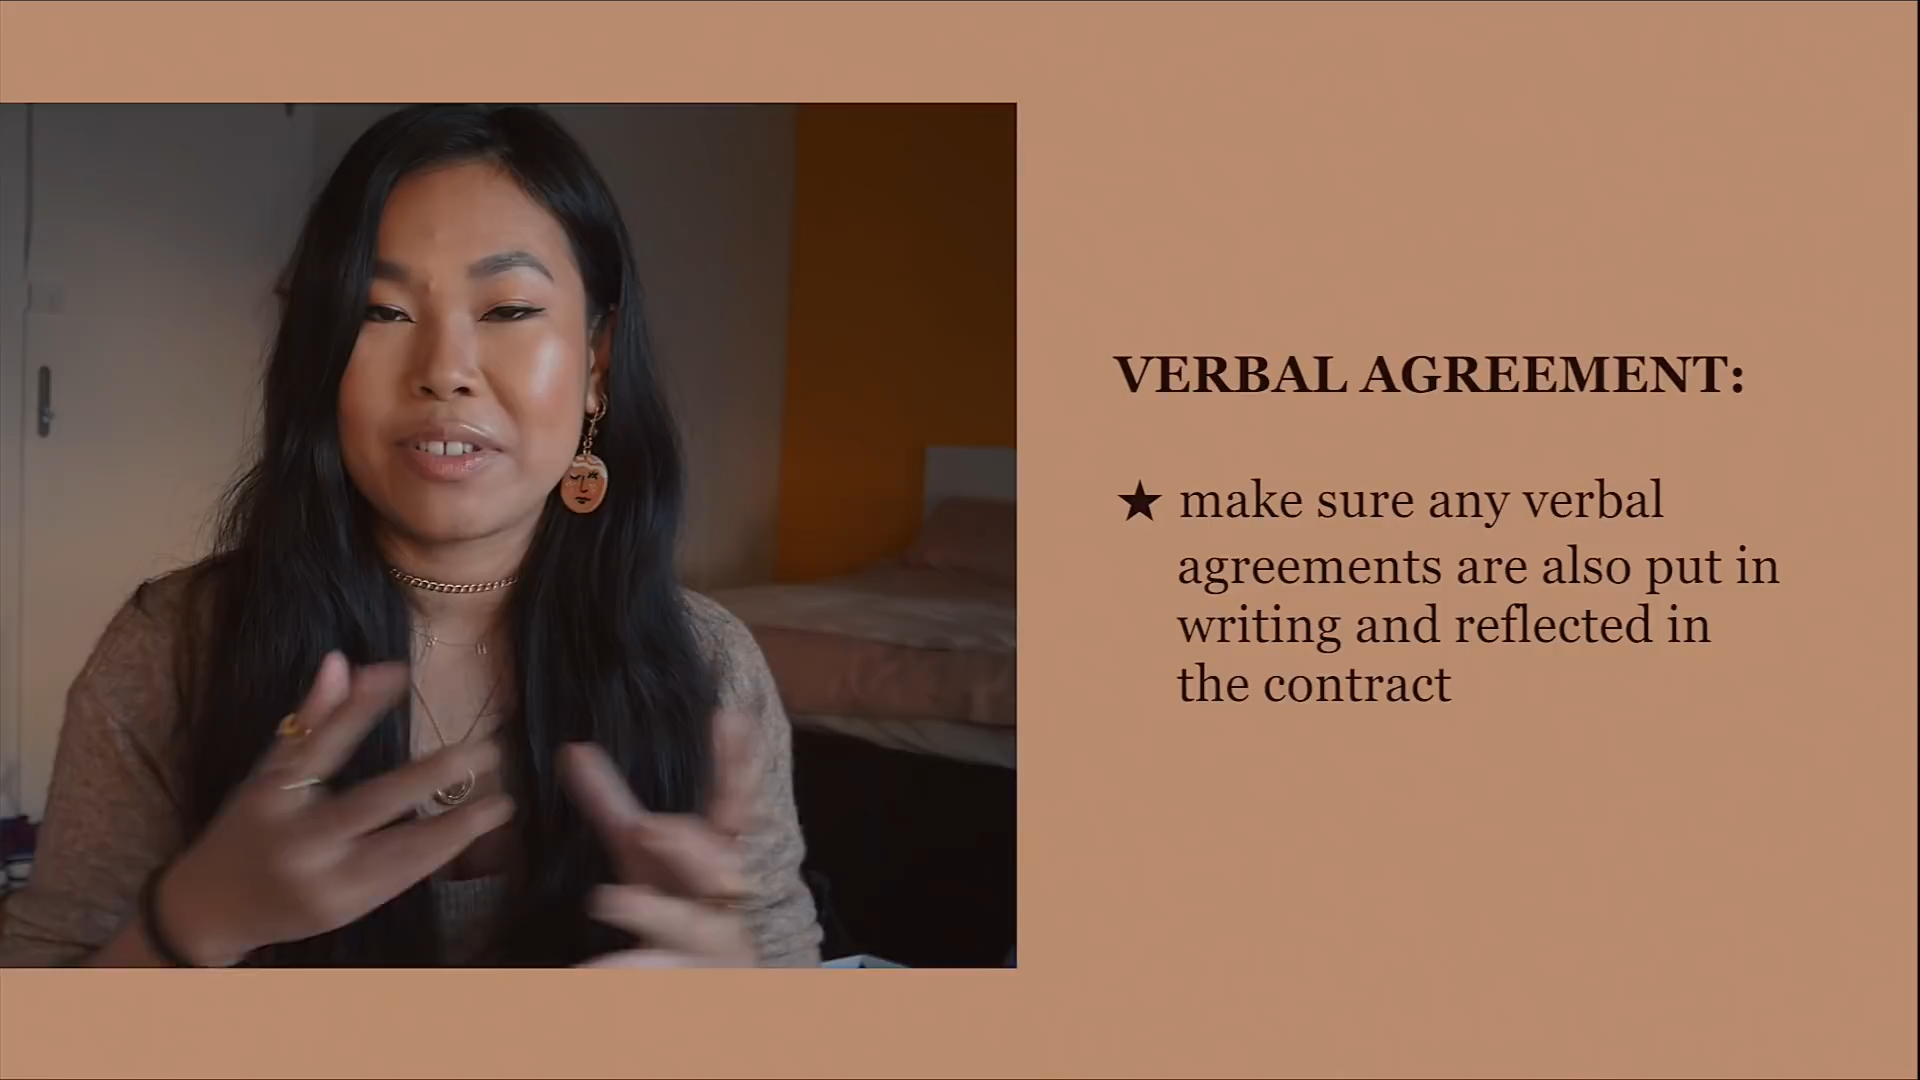 VERBAL AGREEMENT:
★ make sure any verbal
agreements are also put in
writing and reflected in
the contract